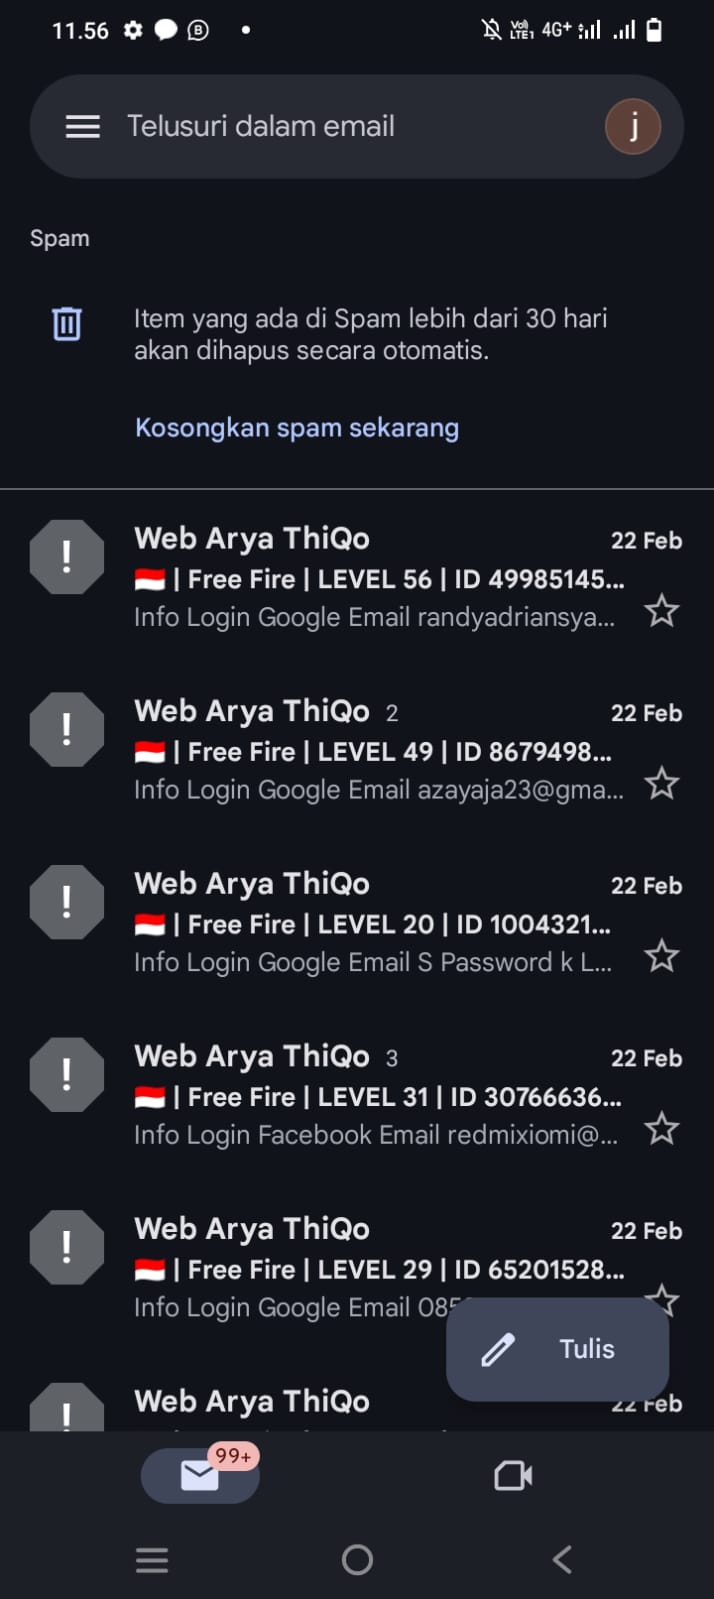 11.56
VoI) LTE1 4G+
Telusuri dalam email
j
Spam
Item yang ada di Spam lebih dari 30 hari
akan dihapus secara otomatis.
Kosongkan spam sekarang
Web Arya ThiQo 22 Feb
🇮🇩 | Free Fire | LEVEL 56 | ID 49985145...
Info Login Google Email randyadriansya...
Web Arya ThiQo 2 22 Feb
🇮🇩 | Free Fire | LEVEL 49 | ID 8679498...
Info Login Google Email azayaja23@gma...
Web Arya ThiQo 22 Feb
🇮🇩 | Free Fire | LEVEL 20 | ID 1004321...
Info Login Google Email S Password k L...
Web Arya ThiQo 3 22 Feb
🇮🇩 | Free Fire | LEVEL 31 | ID 30766636...
Info Login Facebook Email redmixiomi@...
Web Arya ThiQo 22 Feb
🇮🇩 | Free Fire | LEVEL 29 | ID 65201528...
Info Login Google Email
Tulis
Web Arya ThiQo 22 Feb
99+